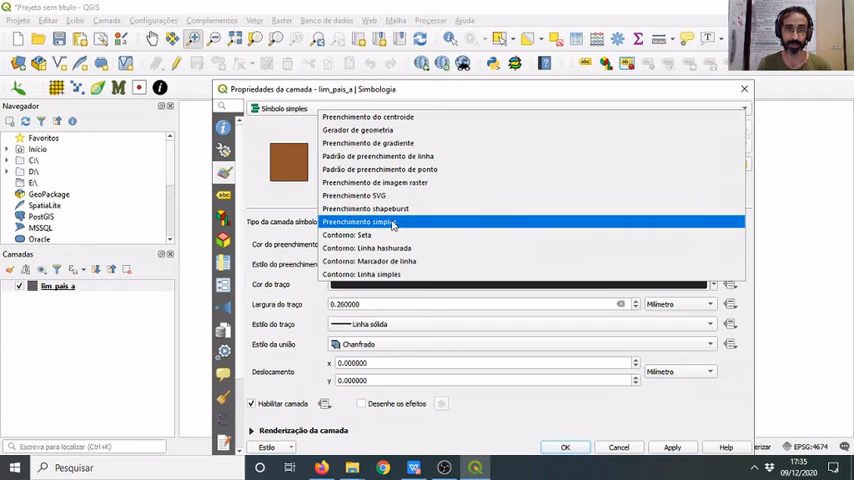 *Projeto sem título - QGIS
Projeto Editar Exibir Camada Configurações Complementos Vetor Raster Banco de dados Web Malha Processar Ajuda
Propriedades da camada - lim_pais_a | Simbologia
Navegador
Símbolo simples
Favoritos
Início
C:\
D:\
E:\
GeoPackage
SpatiaLite
PostGIS
MSSQL
Oracle
Preenchimento do centroide
Gerador de geometria
Preenchimento de gradiente
Padrão de preenchimento de linha
Padrão de preenchimento de ponto
Preenchimento de imagem raster
Preenchimento SVG
Preenchimento shapeburst
Preenchimento simples
Contorno: Seta
Contorno: Linha hashurada
Contorno: Marcador de linha
Contorno: Linha simples
Tipo da camada símbolo
Cor do preenchimento
Estilo do preenchimento
Camadas
lim_pais_a
Cor do traço
Largura do traço 0.260000 Milímetro
Estilo do traço Linha sólida
Estilo da união Chanfrado
Deslocamento x 0.000000 Milímetro
y 0.000000
Habilitar camada Desenhe os efeitos
Renderização da camada
Estilo OK Cancel Apply Help
Escreva para localizar (Ctrl+K) EPSG:4674
Pesquisar
17:35
09/12/2020